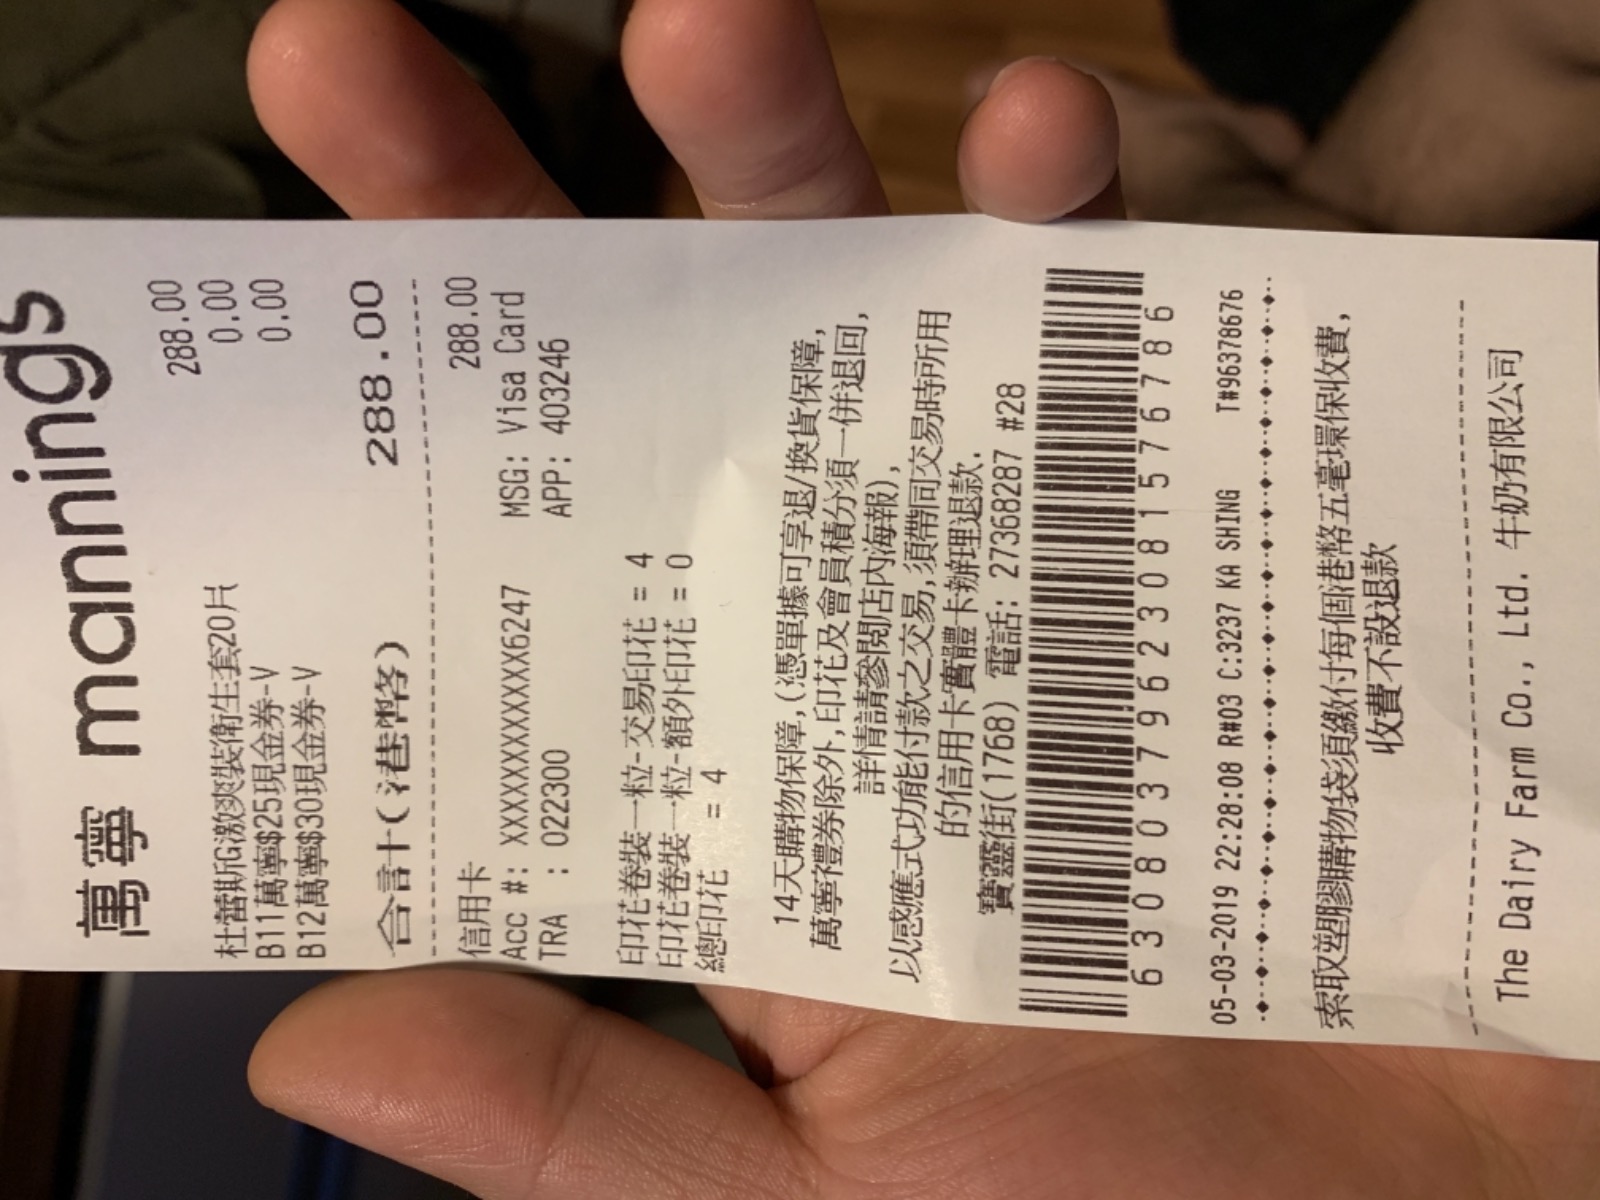 萬寧 mannings
288.00
杜蕾斯G激爽裝衛生套20片 0.00
B11萬寧$25現金券-V 0.00
B12萬寧$30現金券-V
合計(港幣) 288.00
信用卡 288.00
Acc #: XXXXXXXXXXXX6247 MSG: Visa Card
TRA : 022300 APP: 403246
印花卷裝一粒-交易印花 = 4
印花卷裝一粒-額外印花 = 0
總印花 = 4
14天購物保障,(憑單據可享退/換貨保障,
萬寧禮券除外,印花及會員積分須一併退回,
詳情請參閱店內海報),
以感應式功能付款之交易,須帶同交易時所用
的信用卡實體卡辦理退款.
寶靈街(1768) 電話: 27368287 #28
63080379623081576786
05-03-2019 22:28:08 R#03 C:3237 KA SHING T#96378676
索取塑膠購物袋須繳付每個港幣五毫環保收費,
收費不設退款
The Dairy Farm Co., Ltd. 牛奶有限公司